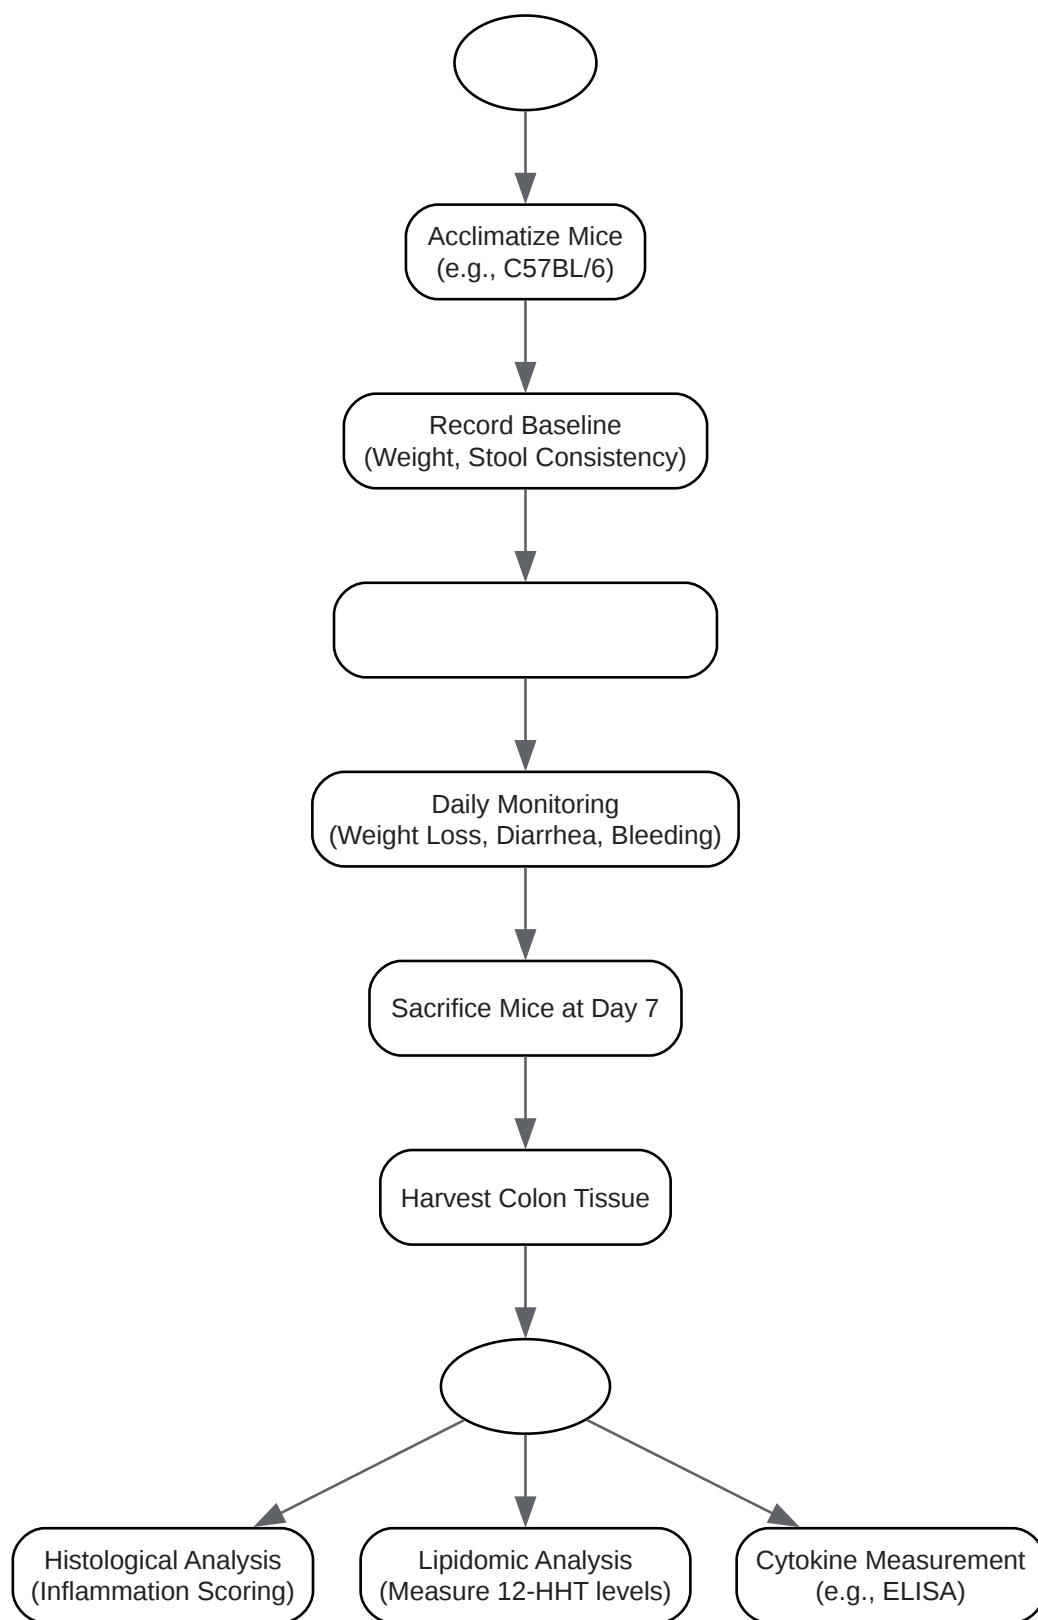 Acclimatize Mice
(e.g., C57BL/6)
Record Baseline
(Weight, Stool Consistency)
Daily Monitoring
(Weight Loss, Diarrhea, Bleeding)
Sacrifice Mice at Day 7
Harvest Colon Tissue
Histological Analysis
(Inflammation Scoring)
Lipidomic Analysis
(Measure 12-HHT levels)
Cytokine Measurement
(e.g., ELISA)